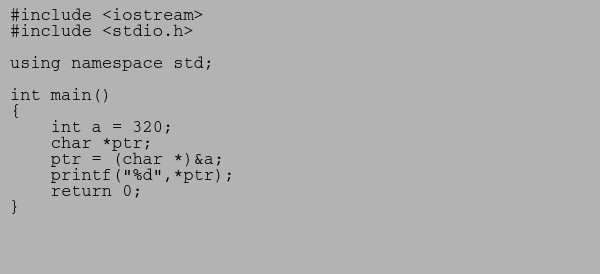 #include <iostream>
#include <stdio.h>
using namespace std;
int main()
{
    int a = 320;
    char *ptr;
    ptr = (char *)&a;
    printf("%d",*ptr);
    return 0;
}